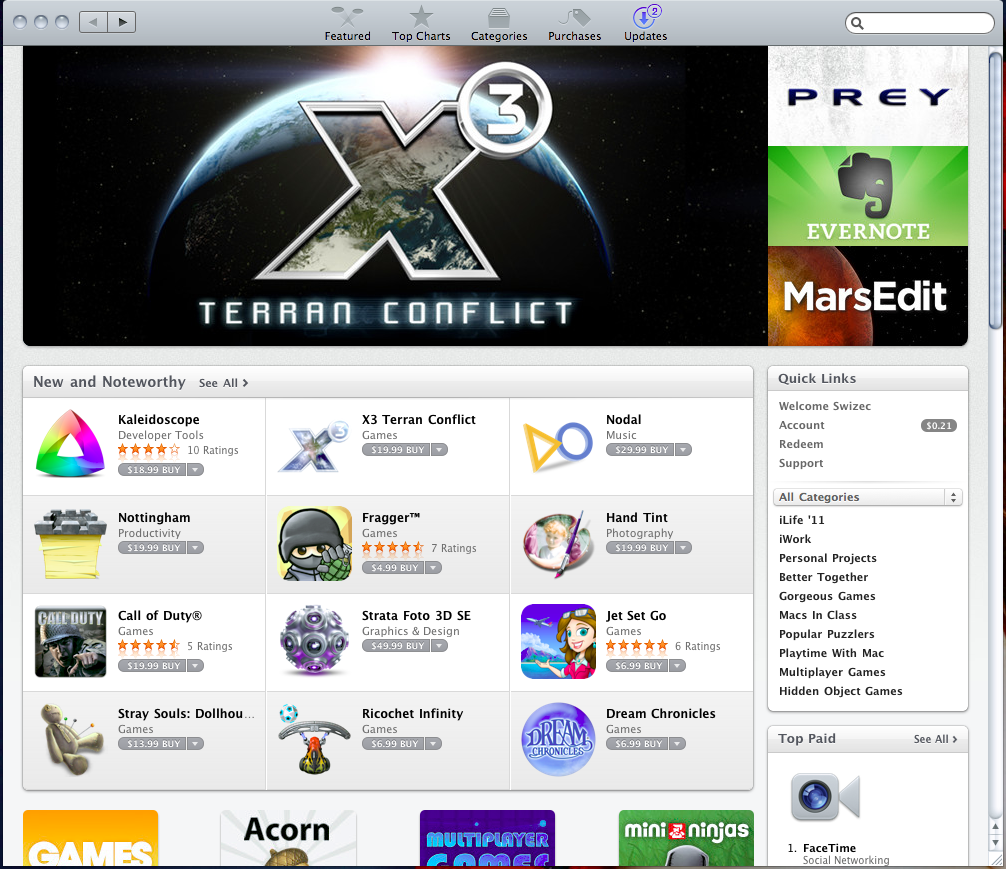 2
Featured
Top Charts
Categories
Purchases
Updates
X3
TERRAN CONFLICT
PREY
EVERNOTE
MarsEdit
New and Noteworthy See All ›
Kaleidoscope
Developer Tools
10 Ratings
$18.99 BUY
X3 Terran Conflict
Games
$19.99 BUY
Nodal
Music
$29.99 BUY
Nottingham
Productivity
$19.99 BUY
Fragger™
Games
7 Ratings
$4.99 BUY
Hand Tint
Photography
$19.99 BUY
CALL OF DUTY
Call of Duty®
Games
5 Ratings
$19.99 BUY
Strata Foto 3D SE
Graphics & Design
$49.99 BUY
Jet Set Go
Games
6 Ratings
$6.99 BUY
Stray Souls: Dollhou…
Games
$13.99 BUY
Ricochet Infinity
Games
$6.99 BUY
DREAM
CHRONICLES
Dream Chronicles
Games
$6.99 BUY
Quick Links
Welcome Swizec
Account $0.21
Redeem
Support
All Categories
iLife '11
iWork
Personal Projects
Better Together
Gorgeous Games
Macs In Class
Popular Puzzlers
Playtime With Mac
Multiplayer Games
Hidden Object Games
Top Paid See All ›
1. FaceTime
Social Networking
GAMES
Acorn
MULTIPLAYER
GAMES
mini ninjas